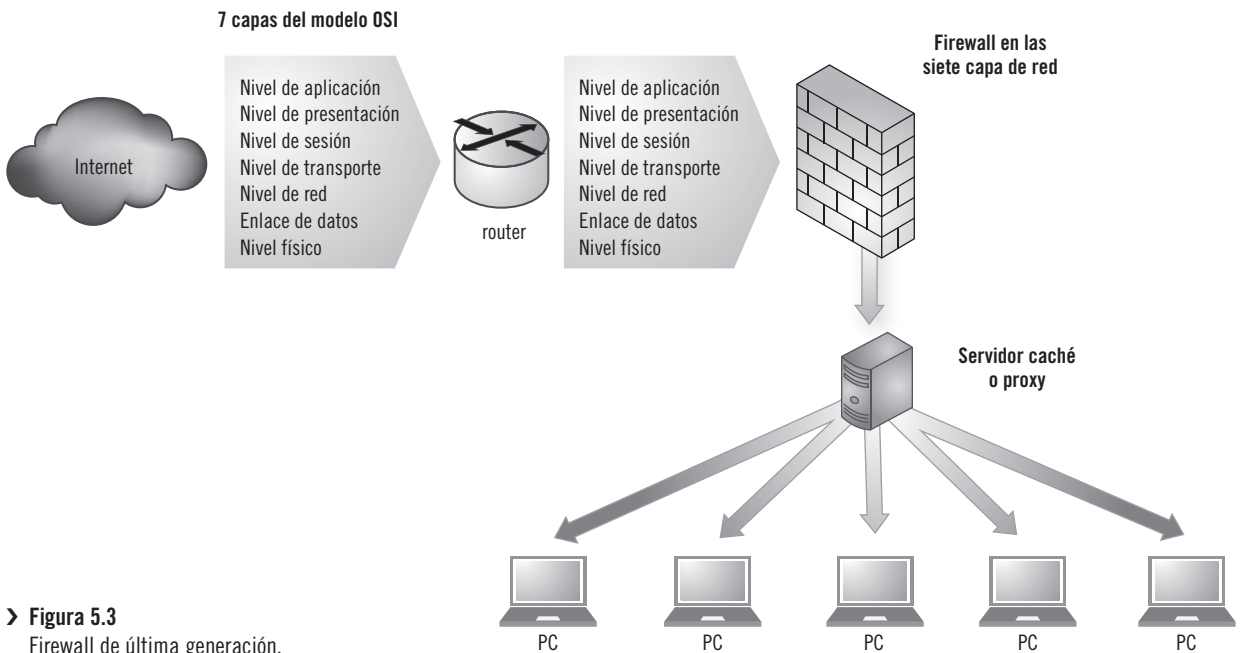 7 capas del modelo OSI
Internet
Nivel de aplicación
Nivel de presentación
Nivel de sesión
Nivel de transporte
Nivel de red
Enlace de datos
Nivel físico
router
Nivel de aplicación
Nivel de presentación
Nivel de sesión
Nivel de transporte
Nivel de red
Enlace de datos
Nivel físico
Firewall en las
siete capa de red
Servidor caché
o proxy
PC
PC
PC
PC
PC
› Figura 5.3
Firewall de última generación.